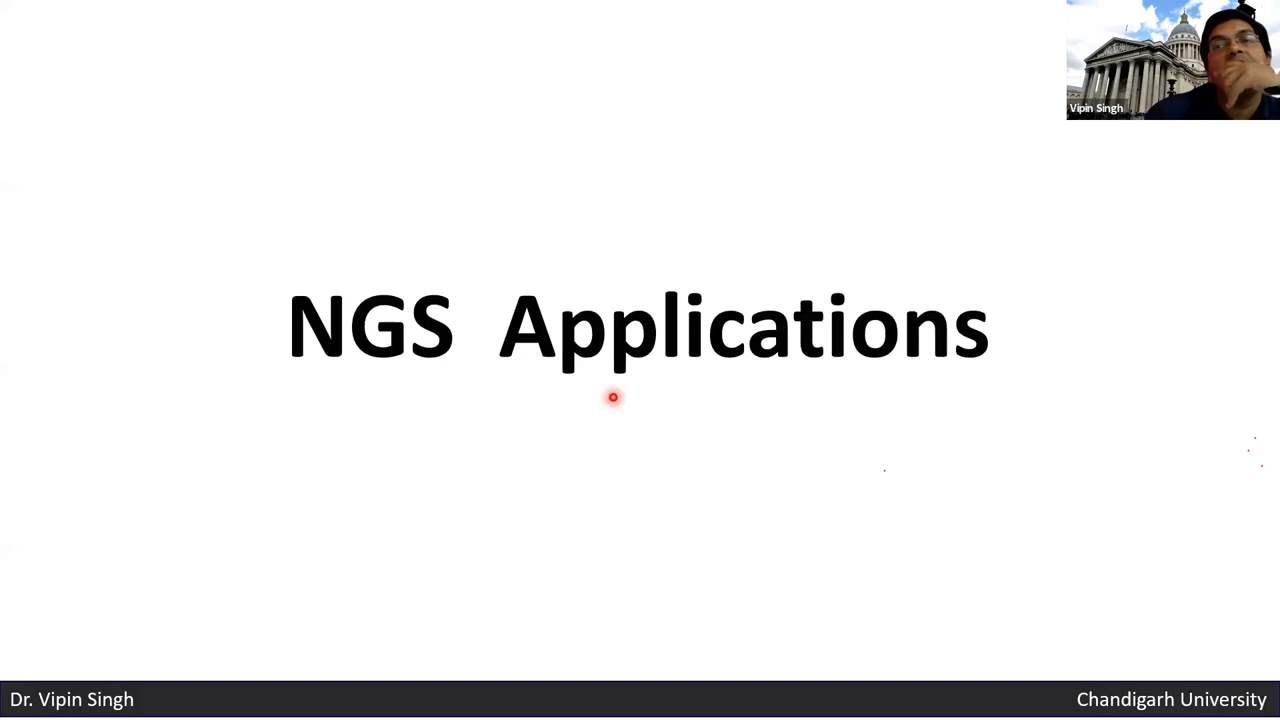 Vipin Singh
NGS Applications
Dr. Vipin Singh
Chandigarh University